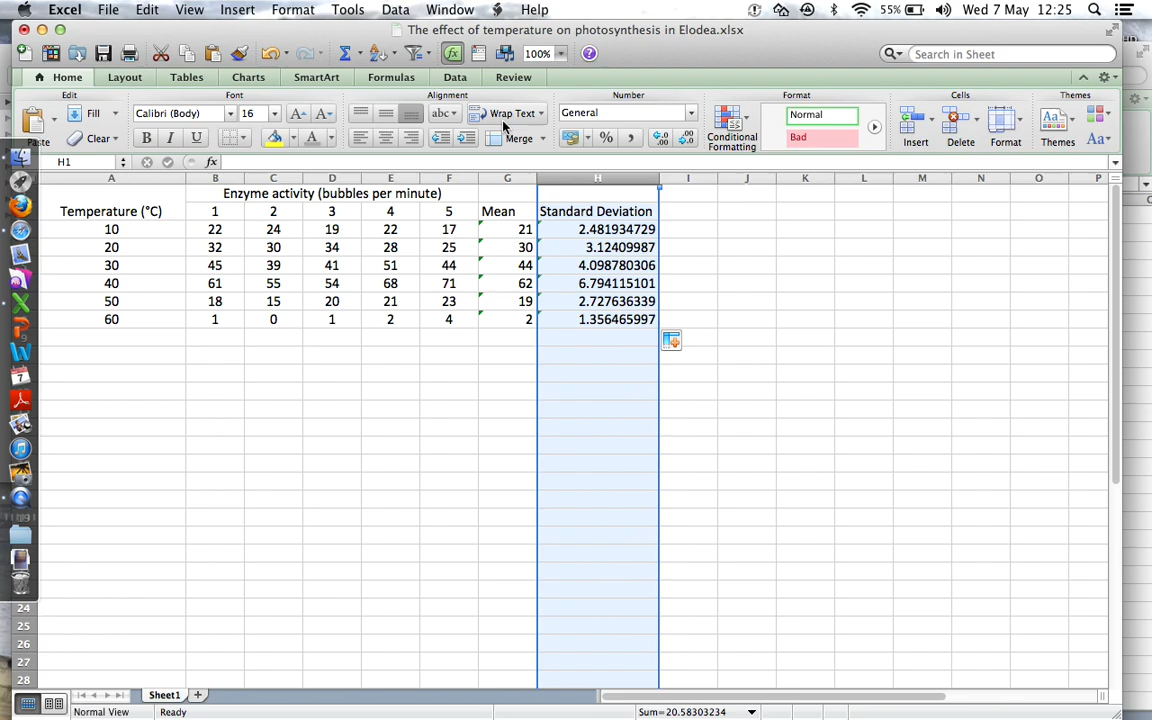 Excel File Edit View Insert Format Tools Data Window Help 55% Wed 7 May 12:25
The effect of temperature on photosynthesis in Elodea.xlsx
100% Search in Sheet
Home Layout Tables Charts SmartArt Formulas Data Review
Edit Font Alignment Number Format Cells Themes
Fill Calibri (Body) 16 A A abc Wrap Text General Normal
Paste Clear B I U A Merge % , Conditional Formatting Bad Insert Delete Format Themes Aa
H1 fx
A B C D E F G H I J K L M N O P
Enzyme activity (bubbles per minute)
Temperature (°C) 1 2 3 4 5 Mean Standard Deviation
10 22 24 19 22 17 21 2.481934729
20 32 30 34 28 25 30 3.12409987
30 45 39 41 51 44 44 4.098780306
40 61 55 54 68 71 62 6.794115101
50 18 15 20 21 23 19 2.727636339
60 1 0 1 2 4 2 1.356465997
24
25
26
27
28
Sheet1
Normal View Ready Sum=20.58303234